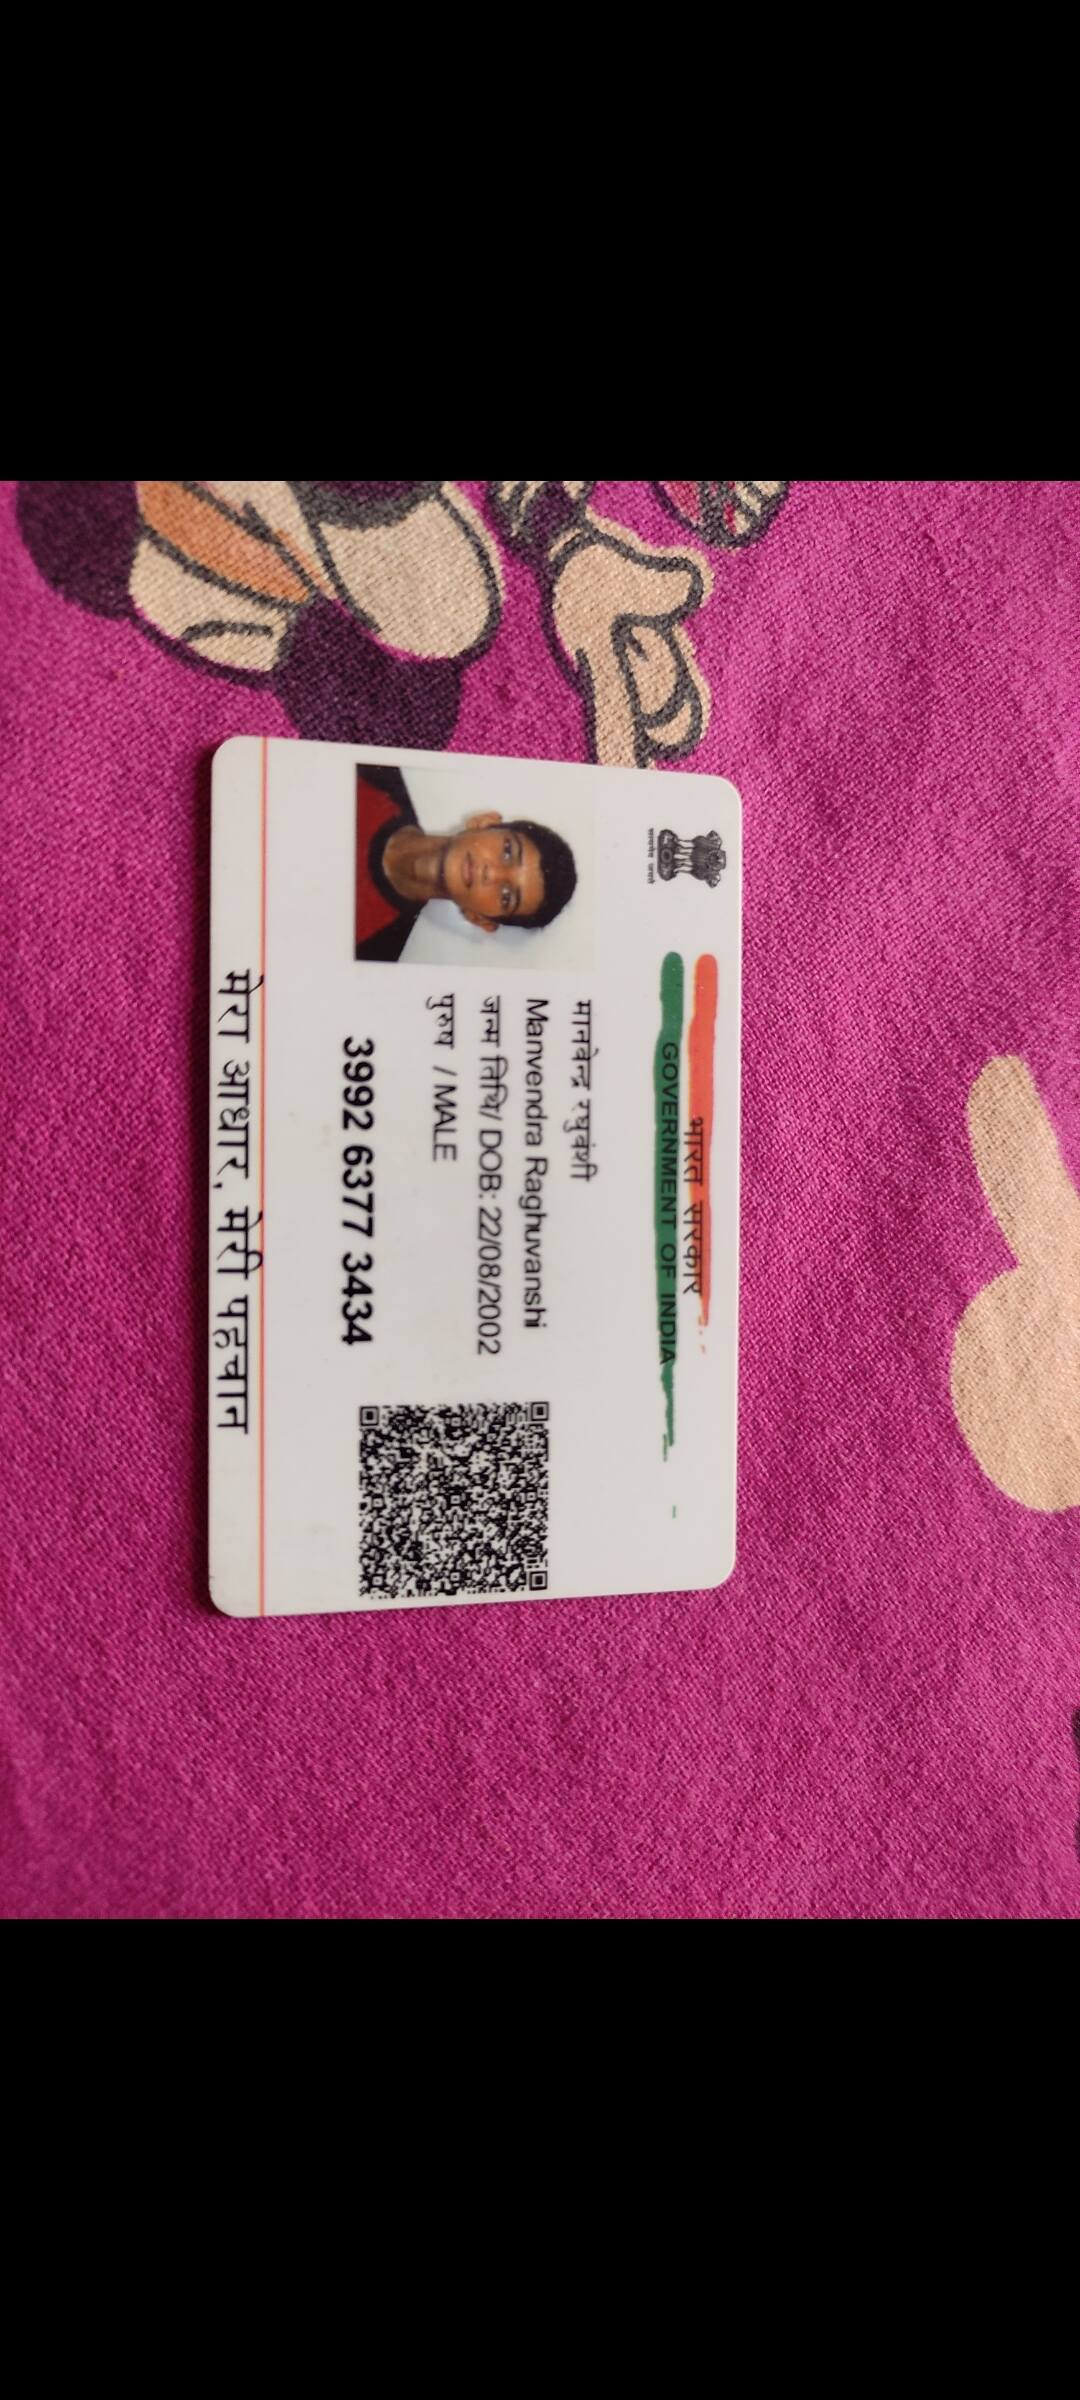 सत्यमेव जयते
भारत सरकार
GOVERNMENT OF INDIA
मानवेन्द्र रघुवंशी
Manvendra Raghuvanshi
जन्म तिथि/ DOB: 22/08/2002
पुरुष / MALE
3992 6377 3434
मेरा आधार, मेरी पहचान